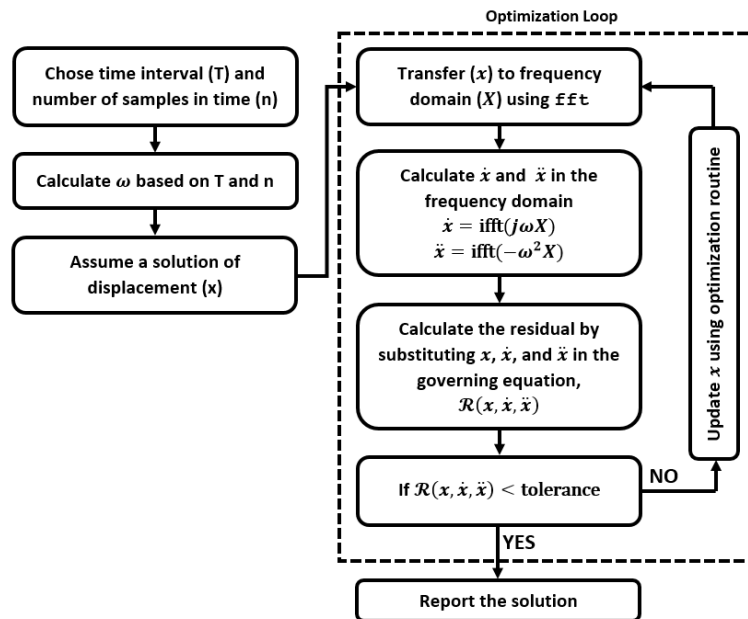 Optimization Loop
Chose time interval (T) and
number of samples in time (n)
Calculate ω based on T and n
Assume a solution of
displacement (x)
Transfer (x) to frequency
domain (X) using fft
Calculate ẋ and ẍ in the
frequency domain
ẋ = ifft(jωX)
ẍ = ifft(−ω²X)
Calculate the residual by
substituting x, ẋ, and ẍ in the
governing equation,
ℛ(x, ẋ, ẍ)
If ℛ(x, ẋ, ẍ) < tolerance
NO
Update x using optimization routine
YES
Report the solution